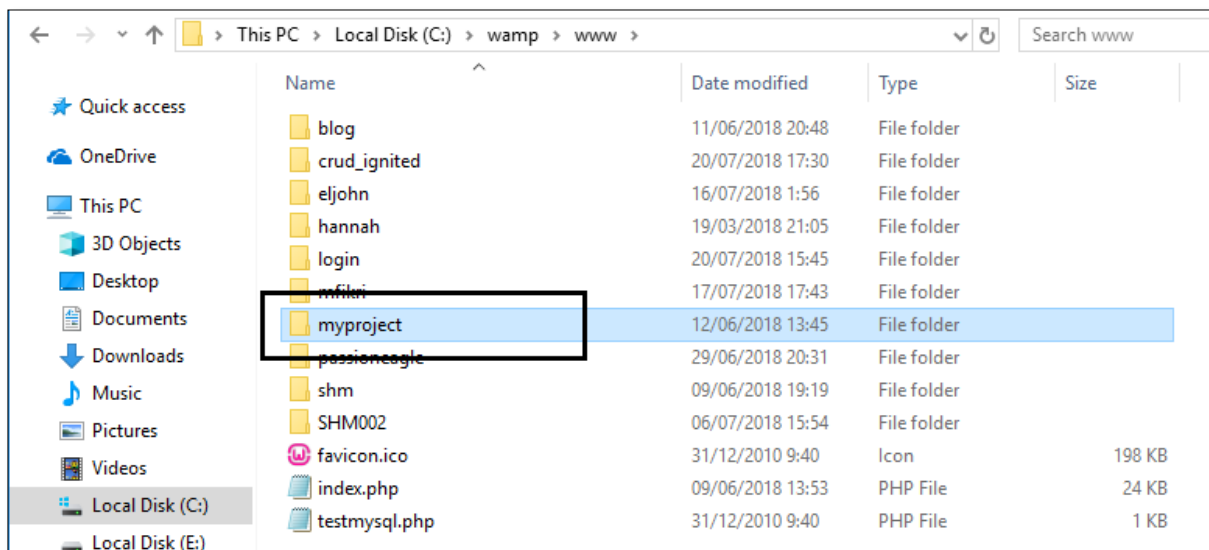 This PC > Local Disk (C:) > wamp > www > Search www
Name Date modified Type Size
Quick access
OneDrive
This PC
3D Objects
Desktop
Documents
Downloads
Music
Pictures
Videos
Local Disk (C:)
Local Disk (E:)
blog 11/06/2018 20:48 File folder
crud_ignited 20/07/2018 17:30 File folder
eljohn 16/07/2018 1:56 File folder
hannah 19/03/2018 21:05 File folder
login 20/07/2018 15:45 File folder
mfikri 17/07/2018 17:43 File folder
myproject 12/06/2018 13:45 File folder
passioneagle 29/06/2018 20:31 File folder
shm 09/06/2018 19:19 File folder
SHM002 06/07/2018 15:54 File folder
favicon.ico 31/12/2010 9:40 Icon 198 KB
index.php 09/06/2018 13:53 PHP File 24 KB
testmysql.php 31/12/2010 9:40 PHP File 1 KB